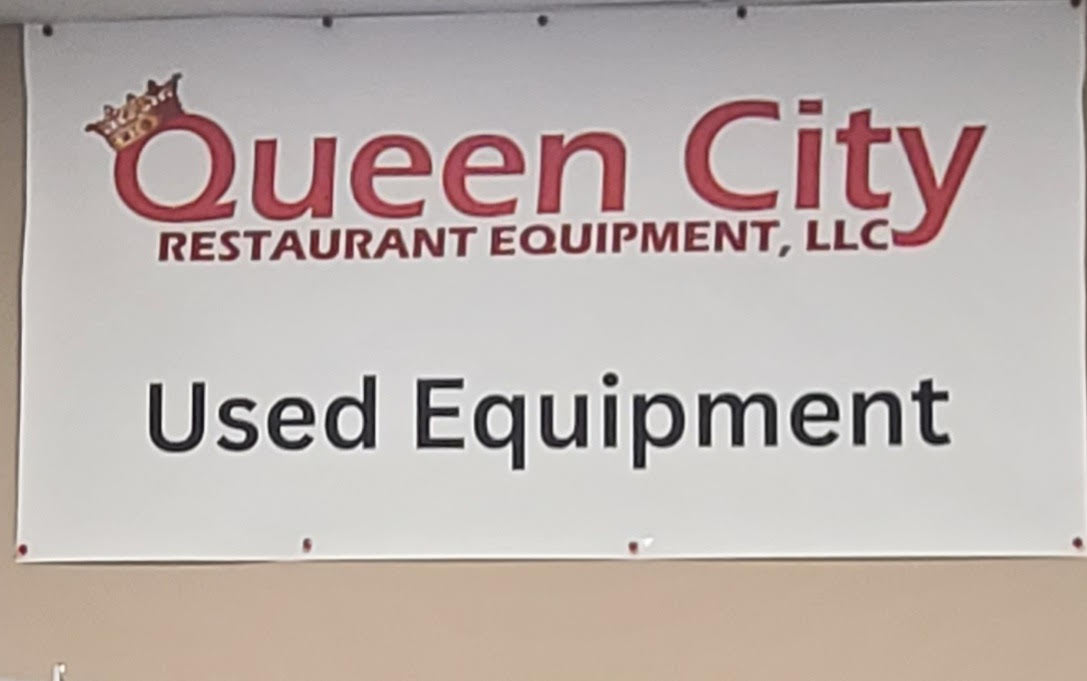 Queen City
RESTAURANT EQUIPMENT, LLC
Used Equipment